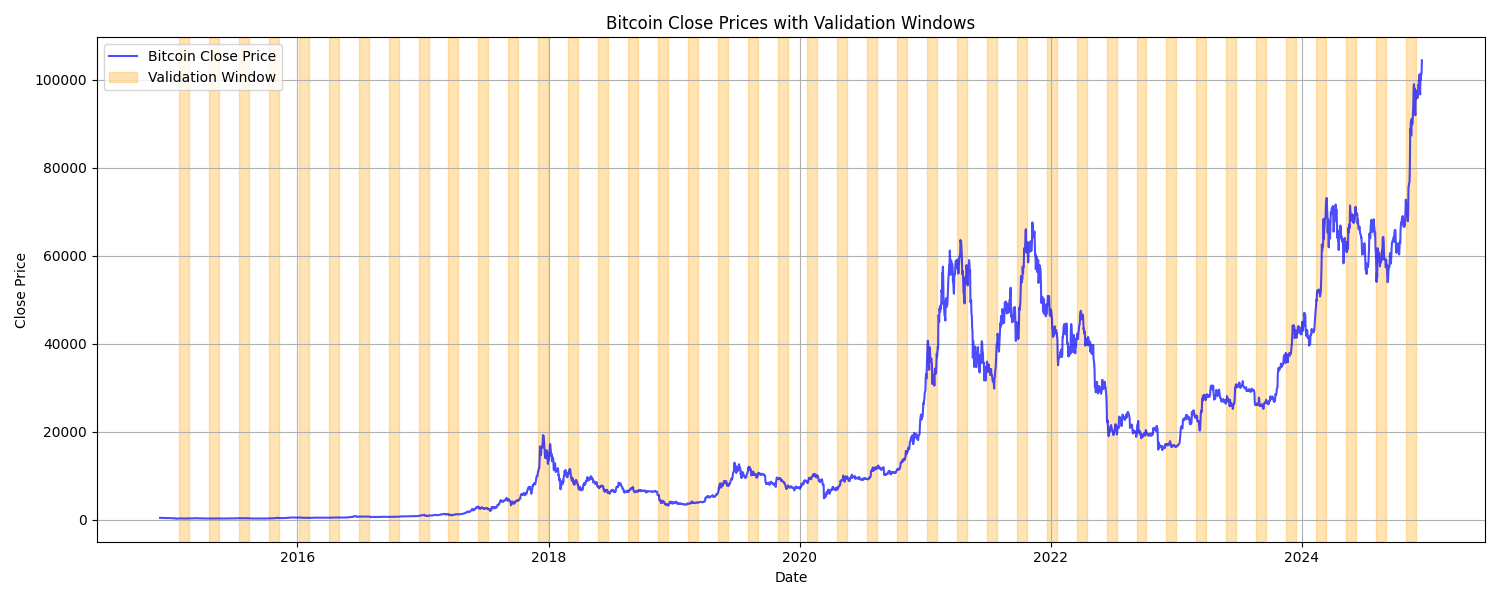 Bitcoin Close Prices with Validation Windows
Bitcoin Close Price
Validation Window
100000
80000
60000
40000
20000
0
Close Price
2016
2018
2020
2022
2024
Date